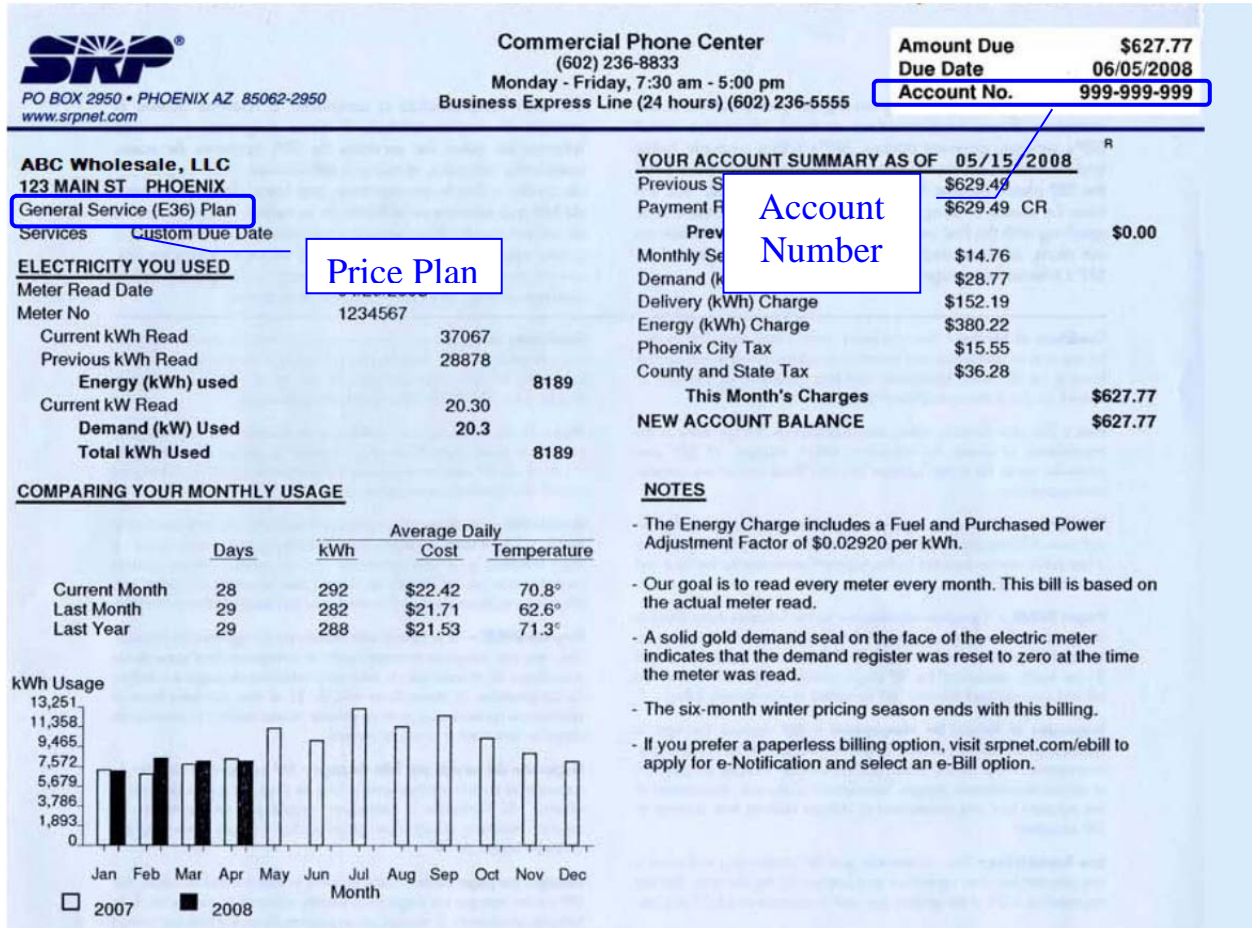 SRP®
PO BOX 2950 • PHOENIX AZ 85062-2950
www.srpnet.com
Commercial Phone Center
(602) 236-8833
Monday - Friday, 7:30 am - 5:00 pm
Business Express Line (24 hours) (602) 236-5555
Amount Due $627.77
Due Date 06/05/2008
Account No. 999-999-999
ABC Wholesale, LLC
123 MAIN ST PHOENIX
General Service (E36) Plan
Services Custom Due Date
Price Plan
ELECTRICITY YOU USED
Meter Read Date
Meter No 1234567
Current kWh Read 37067
Previous kWh Read 28878
Energy (kWh) used 8189
Current kW Read 20.30
Demand (kW) Used 20.3
Total kWh Used 8189
COMPARING YOUR MONTHLY USAGE
Average Daily
Days kWh Cost Temperature
Current Month 28 292 $22.42 70.8°
Last Month 29 282 $21.71 62.6°
Last Year 29 288 $21.53 71.3°
kWh Usage
13,251
11,358
9,465
7,572
5,679
3,786
1,893
0
Jan Feb Mar Apr May Jun Jul Aug Sep Oct Nov Dec
Month
2007 2008
R
YOUR ACCOUNT SUMMARY AS OF 05/15/2008
Previous $629.49
Payment $629.49 CR
$0.00
Account
Number
Monthly $14.76
Demand $28.77
Delivery (kWh) Charge $152.19
Energy (kWh) Charge $380.22
Phoenix City Tax $15.55
County and State Tax $36.28
This Month's Charges $627.77
NEW ACCOUNT BALANCE $627.77
NOTES
- The Energy Charge includes a Fuel and Purchased Power
Adjustment Factor of $0.02920 per kWh.
- Our goal is to read every meter every month. This bill is based on
the actual meter read.
- A solid gold demand seal on the face of the electric meter
indicates that the demand register was reset to zero at the time
the meter was read.
- The six-month winter pricing season ends with this billing.
- If you prefer a paperless billing option, visit srpnet.com/ebill to
apply for e-Notification and select an e-Bill option.